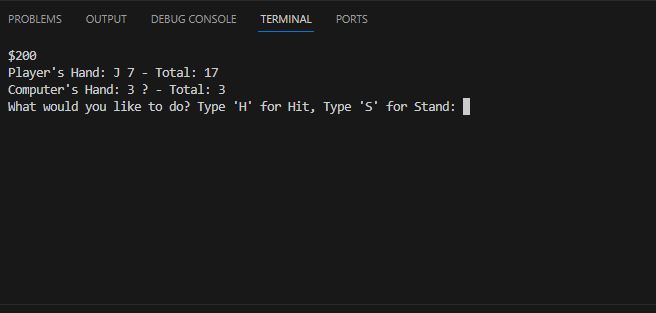 PROBLEMS OUTPUT DEBUG CONSOLE TERMINAL PORTS
$200
Player's Hand: J 7 - Total: 17
Computer's Hand: 3 ? - Total: 3
What would you like to do? Type 'H' for Hit, Type 'S' for Stand: